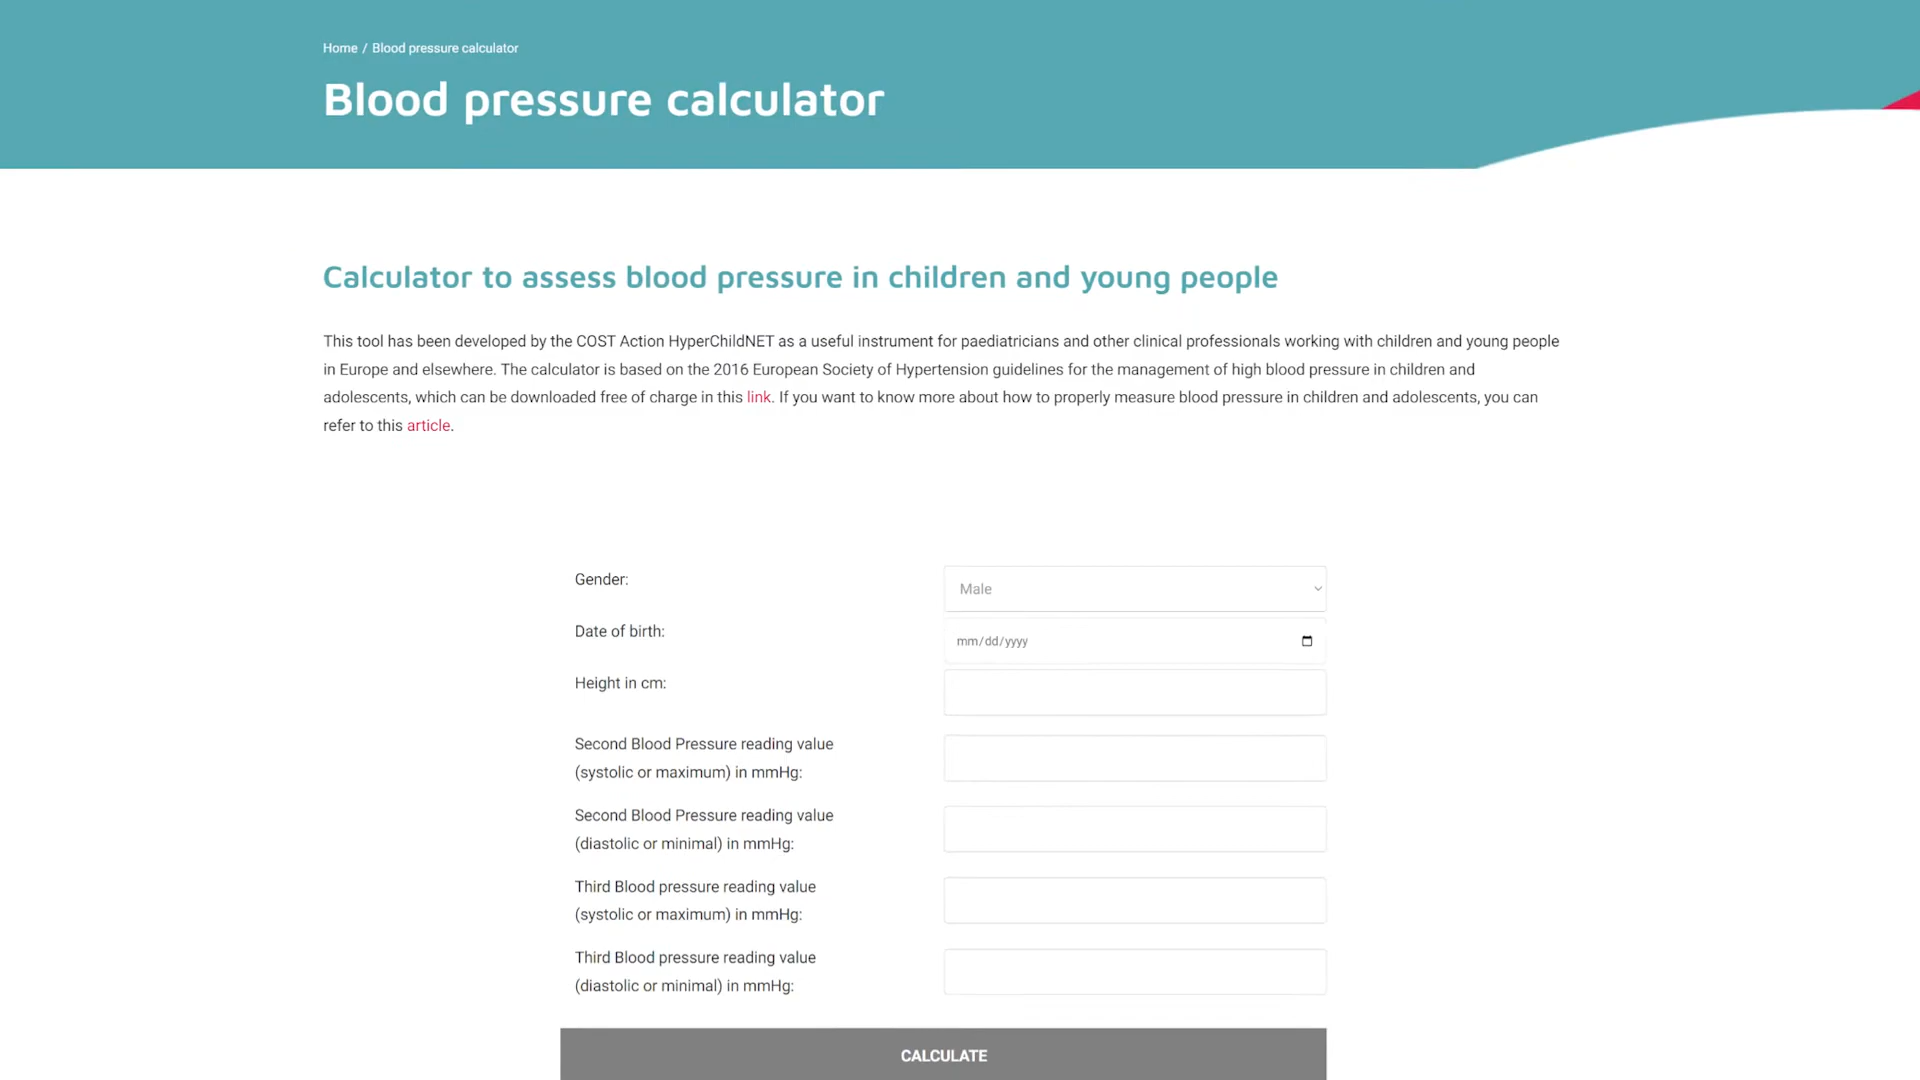 Home / Blood pressure calculator
Blood pressure calculator
Calculator to assess blood pressure in children and young people
This tool has been developed by the COST Action HyperChildNET as a useful instrument for paediatricians and other clinical professionals working with children and young people
in Europe and elsewhere. The calculator is based on the 2016 European Society of Hypertension guidelines for the management of high blood pressure in children and
adolescents, which can be downloaded free of charge in this link. If you want to know more about how to properly measure blood pressure in children and adolescents, you can
refer to this article.
Gender:
Male
Date of birth:
mm/dd/yyyy
Height in cm:
Second Blood Pressure reading value
(systolic or maximum) in mmHg:
Second Blood Pressure reading value
(diastolic or minimal) in mmHg:
Third Blood pressure reading value
(systolic or maximum) in mmHg:
Third Blood pressure reading value
(diastolic or minimal) in mmHg:
CALCULATE